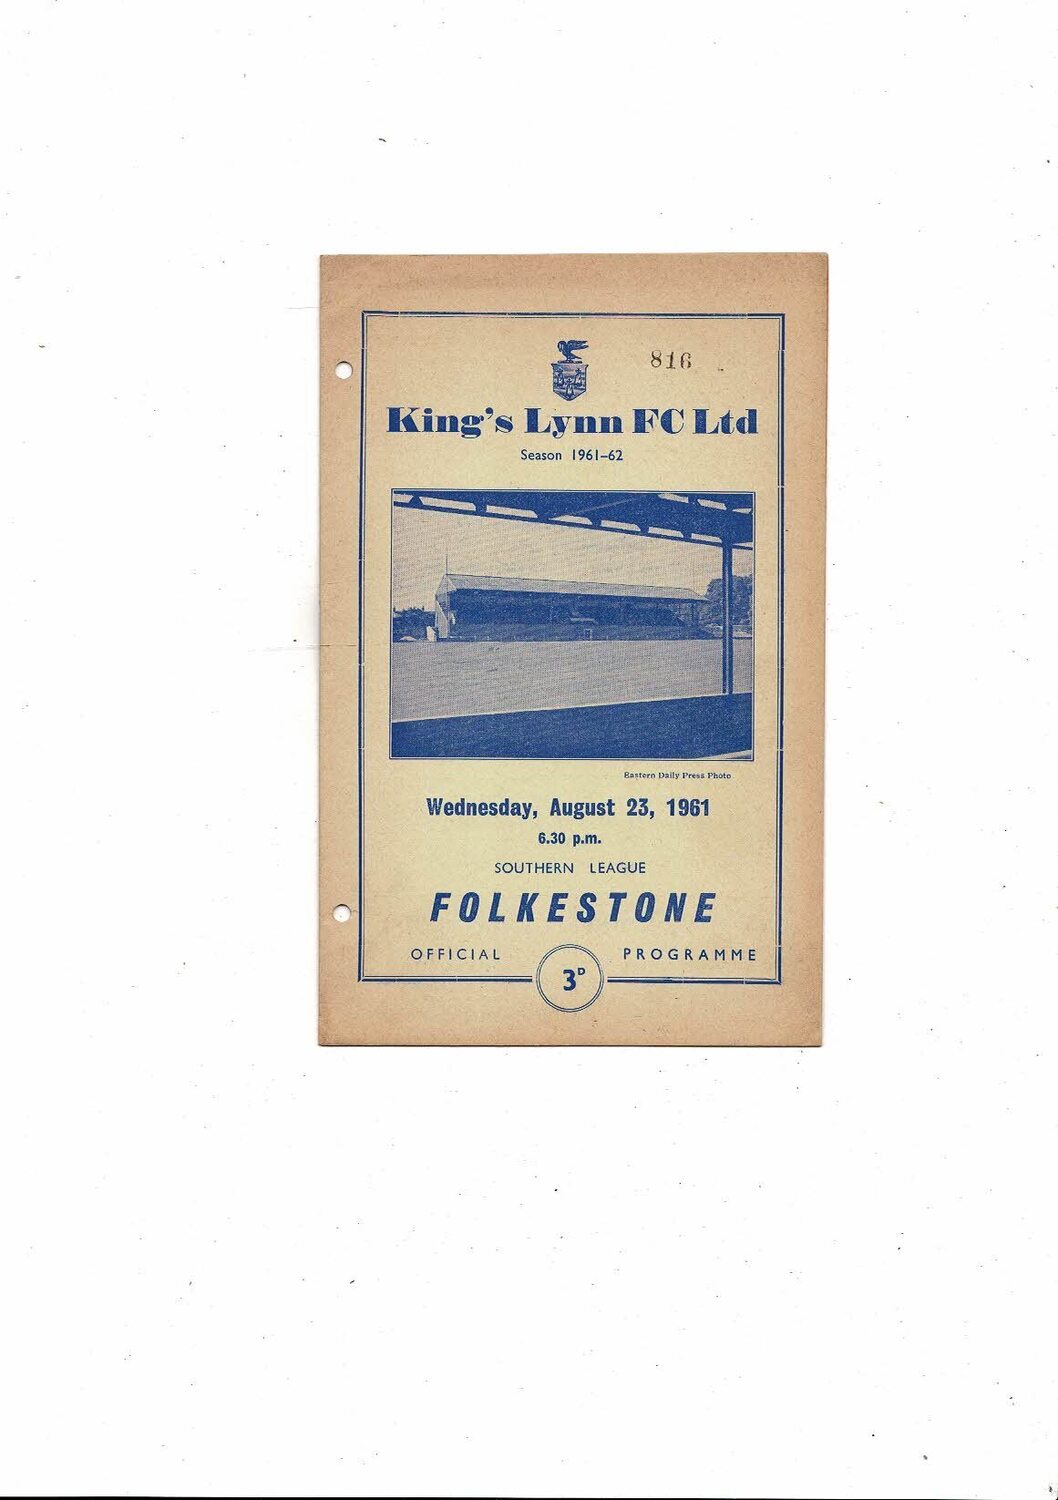 816
King's Lynn FC Ltd
Season 1961-62
Eastern Daily Press Photo
Wednesday, August 23, 1961
6.30 p.m.
SOUTHERN LEAGUE
FOLKESTONE
OFFICIAL PROGRAMME
3D